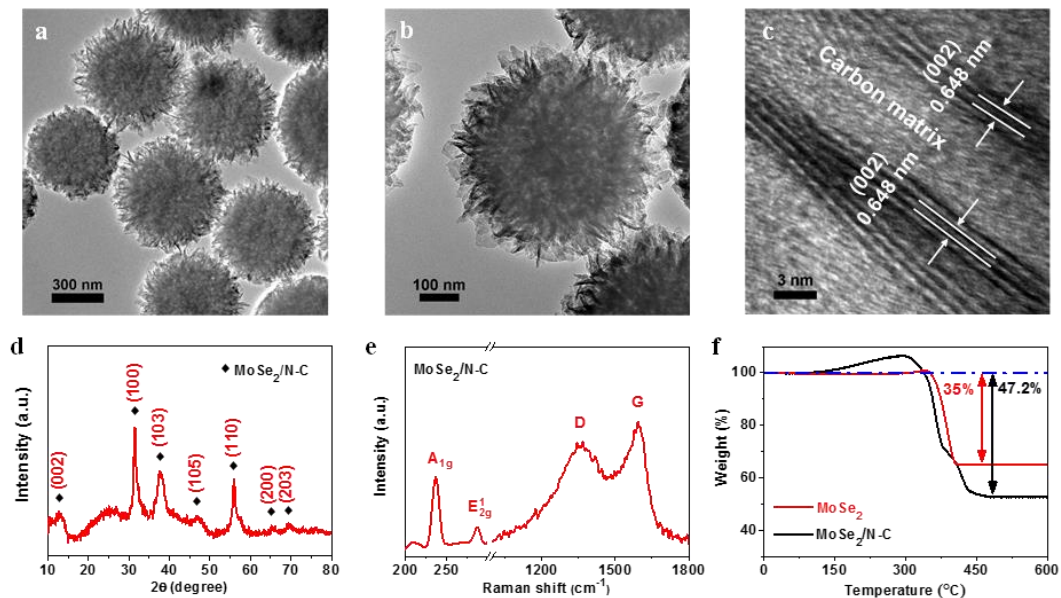 a
300 nm
b
100 nm
c
(002)
0.648 nm
Carbon matrix
(002)
0.648 nm
3 nm
d
◆ MoSe₂/N-C
(002)
(100)
(103)
(105)
(110)
(200)
(203)
Intensity (a.u.)
10 20 30 40 50 60 70 80
2θ (degree)
e
MoSe₂/N-C
A₁g
E¹₂g
D
G
Intensity (a.u.)
200 400 1200 1400 1600 1800
Raman shift (cm⁻¹)
f
100
80
60
40
Weight (%)
35%
47.2%
MoSe₂
MoSe₂/N-C
0 150 300 450 600
Temperature (°C)